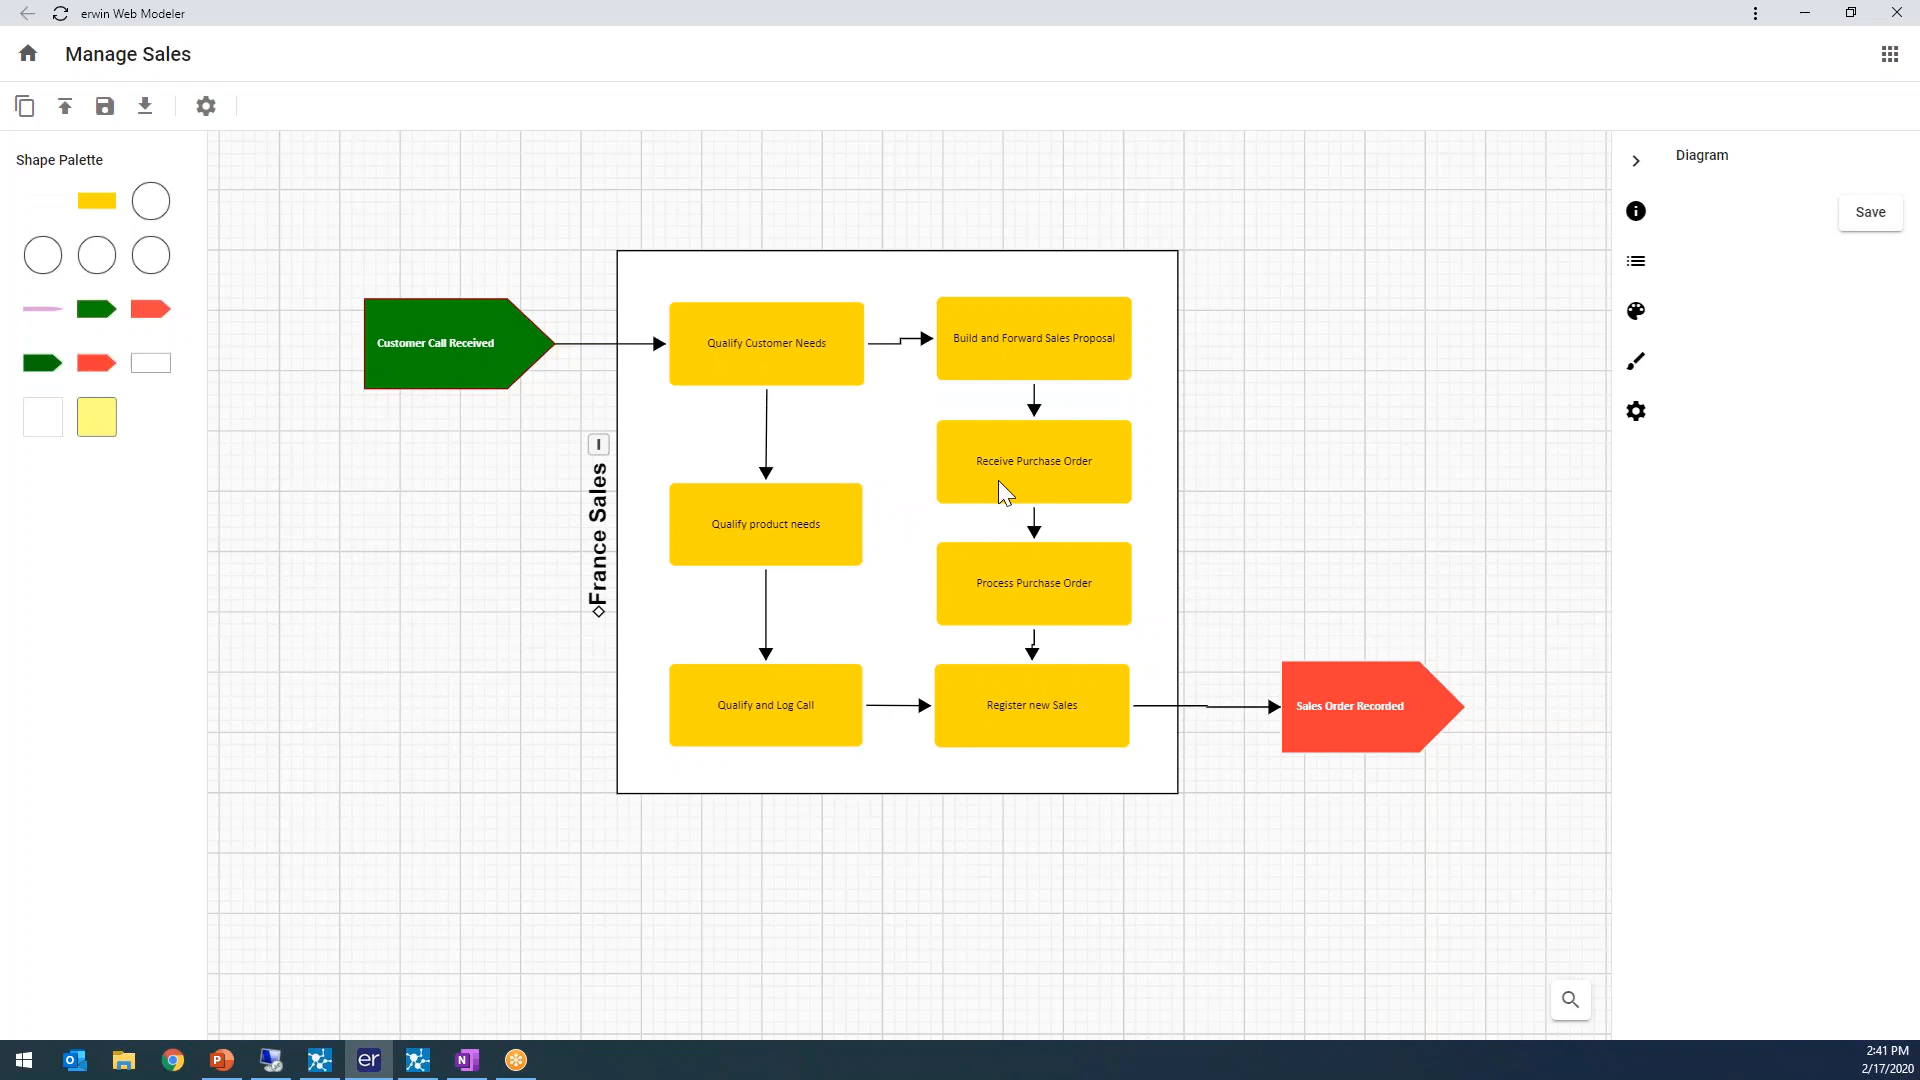 erwin Web Modeler
Manage Sales
Shape Palette
Diagram
Save
Customer Call Received
Qualify Customer Needs
Build and Forward Sales Proposal
Receive Purchase Order
I
France Sales
Qualify product needs
Process Purchase Order
Qualify and Log Call
Register new Sales
Sales Order Recorded
er
2:41 PM
2/17/2020